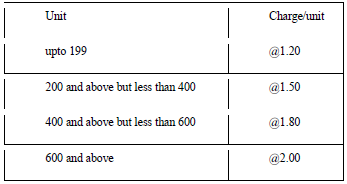 Unit Charge/unit
upto 199 @1.20
200 and above but less than 400 @1.50
400 and above but less than 600 @1.80
600 and above @2.00